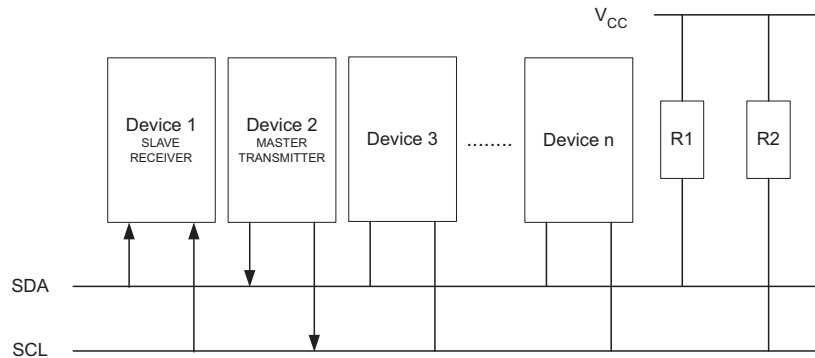 VCC
Device 1
SLAVE
RECEIVER
Device 2
MASTER
TRANSMITTER
Device 3
........
Device n
R1
R2
SDA
SCL